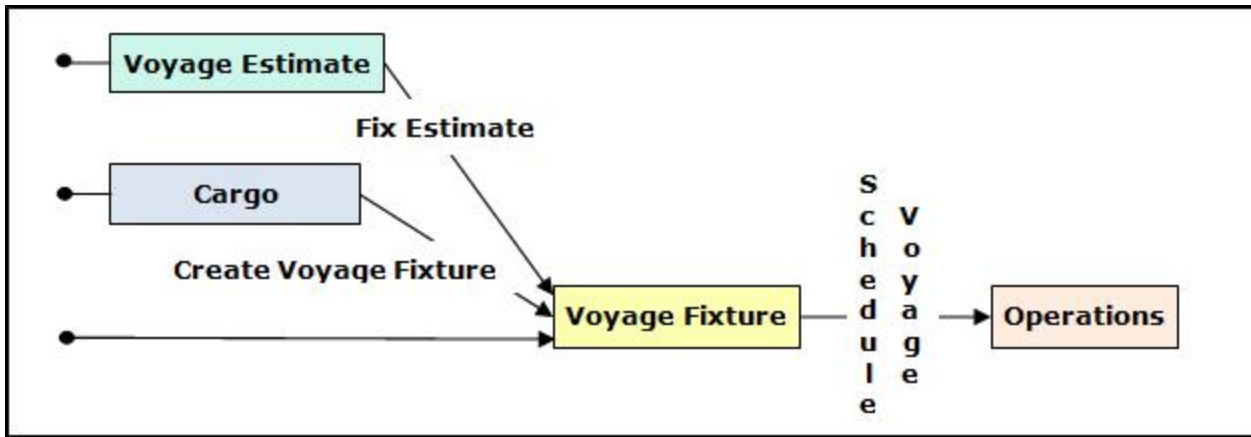 Voyage Estimate
Fix Estimate
Cargo
Create Voyage Fixture
Voyage Fixture
Schedule
Voyage
Operations